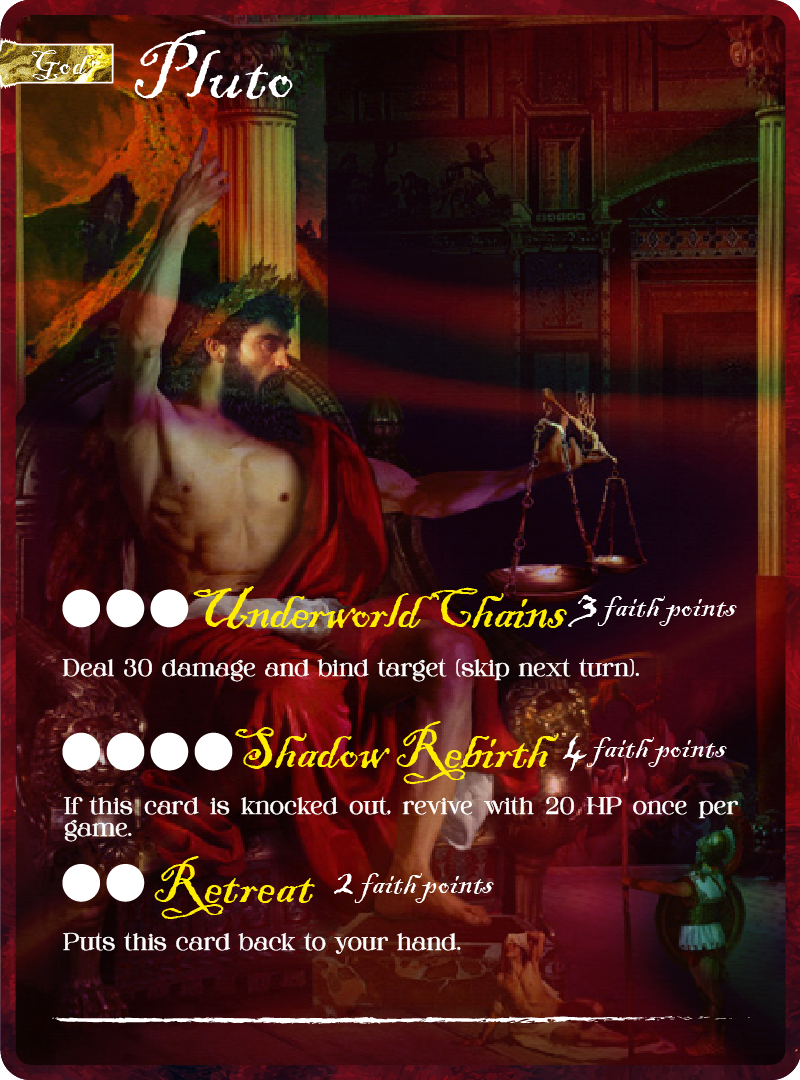 Gods
Pluto
Underworld Chains 3 faith points
Deal 30 damage and bind target (skip next turn).
Shadow Rebirth 4 faith points
If this card is knocked out, revive with 20 HP once per
game.
Retreat 2 faith points
Puts this card back to your hand.